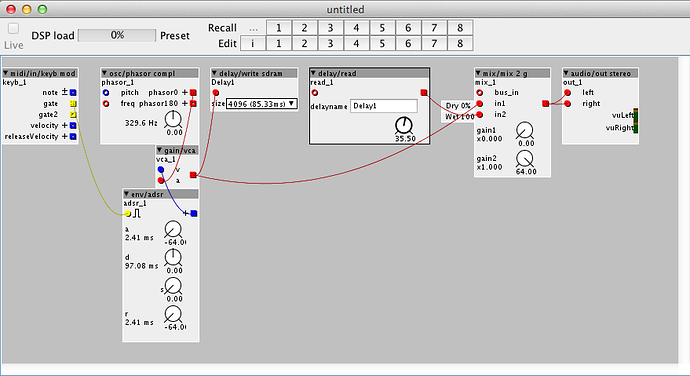 untitled
Live
DSP load
0%
Preset
Recall ... 1 2 3 4 5 6 7 8
Edit i 1 2 3 4 5 6 7 8
midi/in/keyb mod
keyb_1
note
gate
gate2
velocity
releaseVelocity
osc/phasor compl
phasor_1
pitch phasor0
freq phasor180
329.6 Hz
0.00
delay/write sdram
Delay1
size 4096 (85.33ms)
delay/read
read_1
delayname Delay1
35.50
Dry 0%
Wet 100
mix/mix 2 g
mix_1
bus_in
in1
in2
gain1
x0.000
0.00
gain2
x1.000
64.00
audio/out stereo
out_1
left
right
vuLeft
vuRight
gain/vca
vca_1
v
a
env/adsr
adsr_1
a
2.41 ms
-64.0
d
97.08 ms
0.00
s
0.00
r
2.41 ms
-64.0